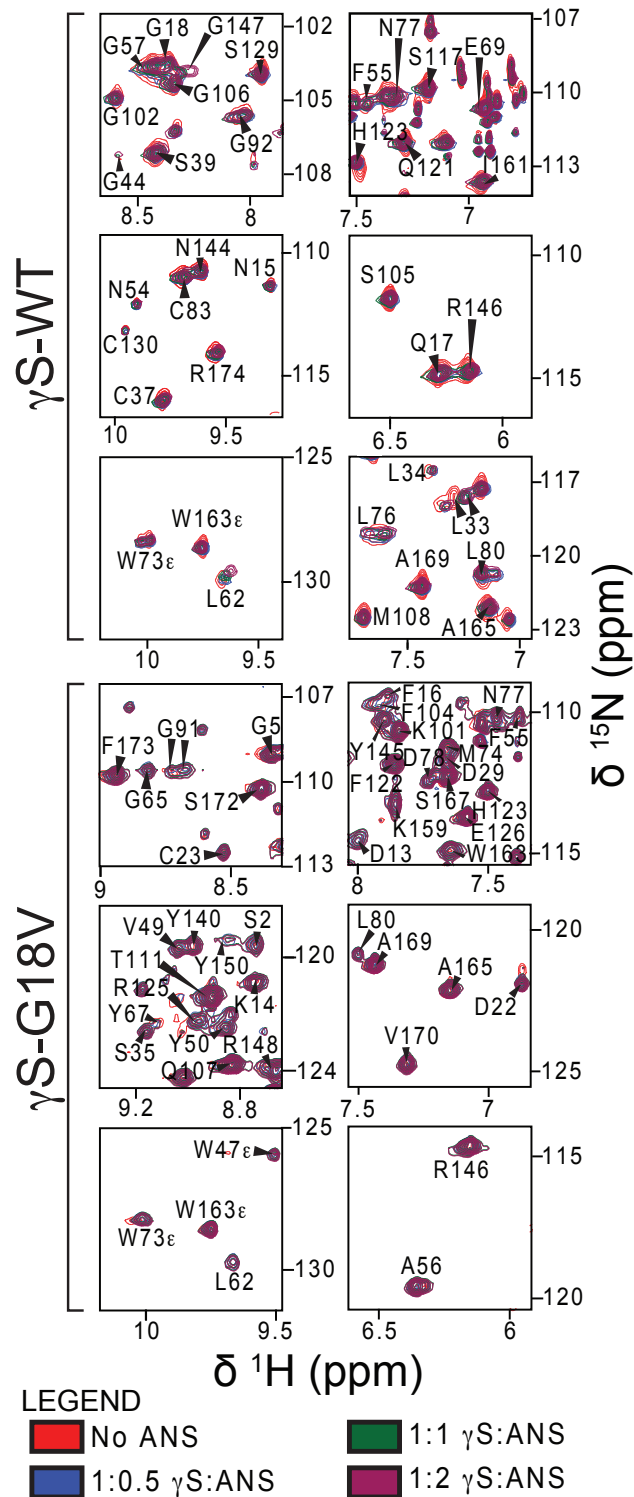 γS-WT
G57
G18
G147
S129
G102
G106
G92
G44
S39
102
105
108
8.5
8
N77
S117
E69
F55
H123
Q121
I161
107
110
113
7.5
7
N144
N15
N54
C83
C130
R174
C37
110
115
10
9.5
S105
R146
Q17
110
115
6.5
6
W163ε
W73ε
L62
125
130
10
9.5
L34
L76
L33
A169
L80
M108
A165
117
120
123
7.5
7
δ ¹⁵N (ppm)
γS-G18V
G91
G5
F173
G65
S172
C23
107
110
113
9
8.5
F16
N77
F104
K101
F55
Y145
D78
M74
D29
F122
S167
H123
K159
E126
D13
W163
110
115
8
7.5
V49
Y140
S2
T111
Y150
R125
K14
Y67
S35
Y50
R148
Q107
120
124
9.2
8.8
L80
A169
A165
D22
V170
120
125
7.5
7
W47ε
W163ε
W73ε
L62
125
130
10
9.5
R146
A56
115
120
6.5
6
δ ¹H (ppm)
LEGEND
No ANS
1:1 γS:ANS
1:0.5 γS:ANS
1:2 γS:ANS